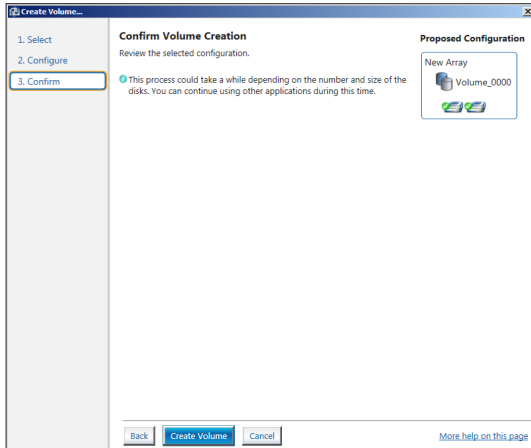 Create Volume...
1. Select
2. Configure
3. Confirm
Confirm Volume Creation
Review the selected configuration.
This process could take a while depending on the number and size of the
disks. You can continue using other applications during this time.
Proposed Configuration
New Array
Volume_0000
Back
Create Volume
Cancel
More help on this page